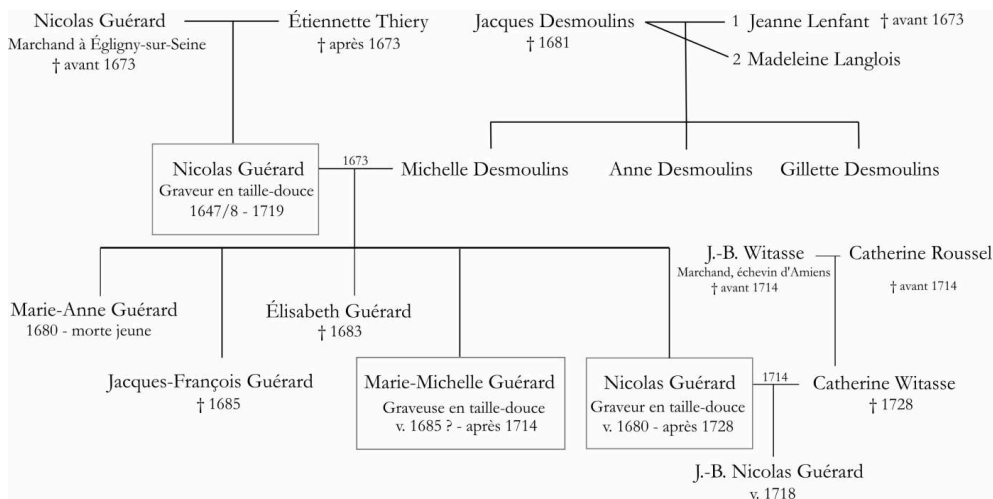 Nicolas Guérard
Marchand à Égligny-sur-Seine
† avant 1673
Étiennette Thiery
† après 1673
Jacques Desmoulins
† 1681
1 Jeanne Lenfant † avant 1673
2 Madeleine Langlois
Nicolas Guérard
Graveur en taille-douce
1647/8 - 1719
1673
Michelle Desmoulins
Anne Desmoulins
Gillette Desmoulins
J.-B. Witasse
Marchand, échevin d'Amiens
† avant 1714
Catherine Roussel
† avant 1714
Marie-Anne Guérard
1680 - morte jeune
Élisabeth Guérard
† 1683
Jacques-François Guérard
† 1685
Marie-Michelle Guérard
Graveuse en taille-douce
v. 1685 ? - après 1714
Nicolas Guérard
Graveur en taille-douce
v. 1680 - après 1728
1714
Catherine Witasse
† 1728
J.-B. Nicolas Guérard
v. 1718